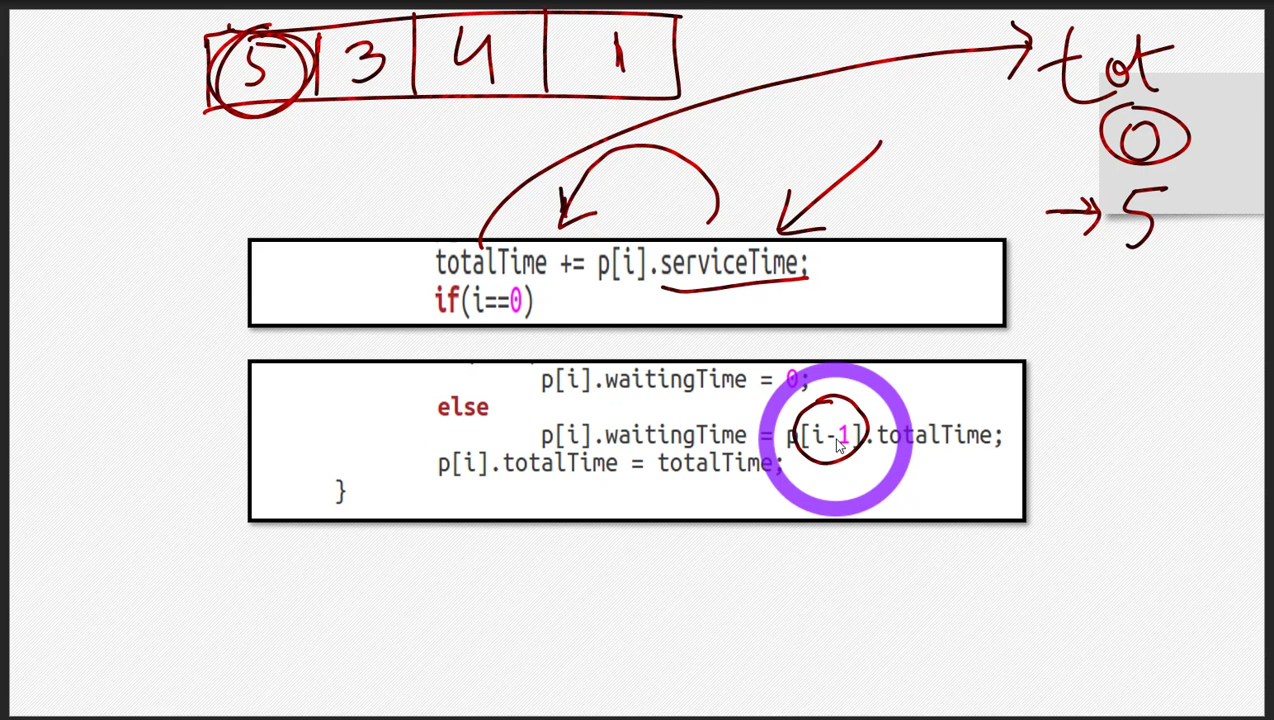 5 3 4 1
tot
0
5
totalTime += p[i].serviceTime;
if(i==0)
p[i].waitingTime = 0;
else
p[i].waitingTime = p[i-1].totalTime;
p[i].totalTime = totalTime;
}